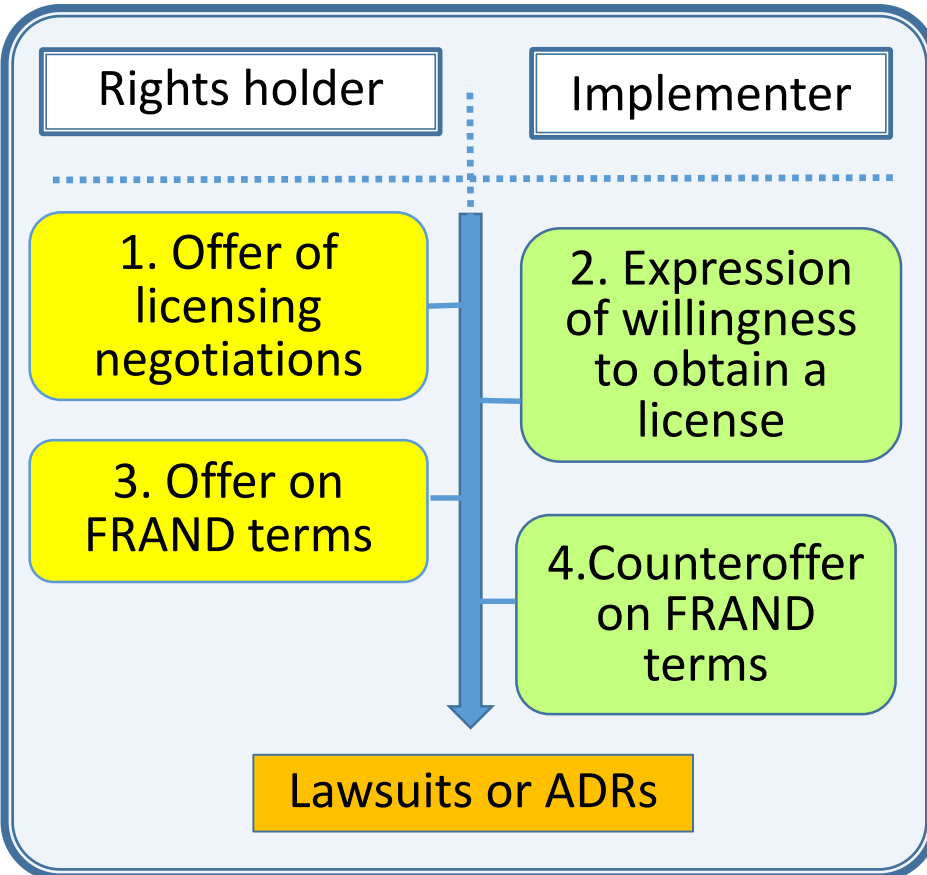 Rights holder
Implementer
1. Offer of
licensing
negotiations
2. Expression
of willingness
to obtain a
license
3. Offer on
FRAND terms
4.Counteroffer
on FRAND
terms
Lawsuits or ADRs